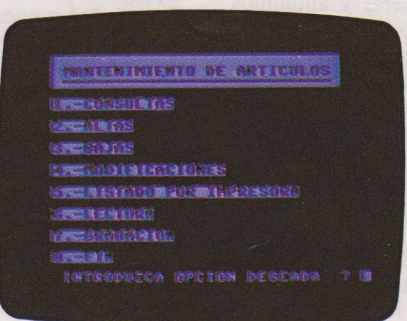 MANTENIMIENTO DE ARTICULOS
1.-CONSULTAS
2.-ALTAS
3.-BAJAS
4.-MODIFICACIONES
5.-LISTADO POR IMPRESORA
6.-LECTURA
7.-GRABACION
8.-FIN
INTRODUZCA OPCION DESEADA ?